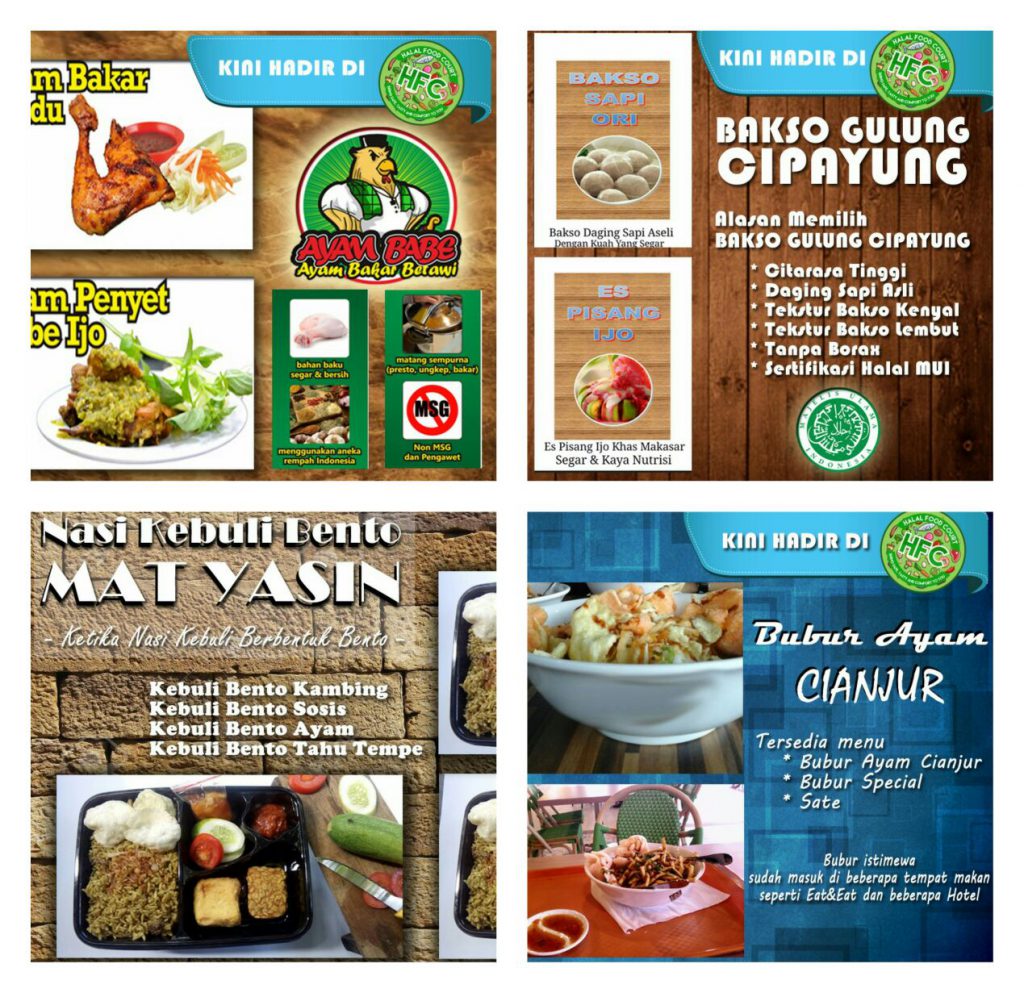 am Bakar
du
KINI HADIR DI
HALAL FOOD COURT
HFC
AYAM BABE
Ayam Bakar Betawi
am Penyet
be Ijo
bahan baku
segar & bersih
matang sempurna
(presto, ungkep, bakar)
menggunakan aneka
rempah Indonesia
MSG
Non MSG
dan Pengawet
KINI HADIR DI
HALAL FOOD COURT
HFC
BAKSO
SAPI
ORI
Bakso Daging Sapi Aseli
Dengan Kuah Yang Segar
ES
PISANG
IJO
Es Pisang Ijo Khas Makasar
Segar & Kaya Nutrisi
BAKSO GULUNG
CIPAYUNG
Alasan Memilih
BAKSO GULUNG CIPAYUNG
* Citarasa Tinggi
* Daging Sapi Asli
* Tekstur Bakso Kenyal
* Tekstur Bakso Lembut
* Tanpa Borax
* Sertifikasi Halal MUI
MAJELIS ULAMA
INDONESIA
Nasi Kebuli Bento
MAT YASIN
- Ketika Nasi Kebuli Berbentuk Bento -
Kebuli Bento Kambing
Kebuli Bento Sosis
Kebuli Bento Ayam
Kebuli Bento Tahu Tempe
KINI HADIR DI
HALAL FOOD COURT
HFC
Bubur Ayam
CIANJUR
Tersedia menu
* Bubur Ayam Cianjur
* Bubur Special
* Sate
Bubur istimewa
sudah masuk di beberapa tempat makan
seperti Eat&Eat dan beberapa Hotel